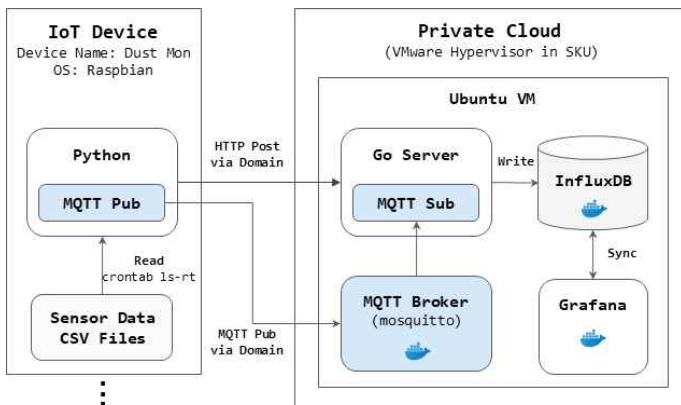 IoT Device
Device Name: Dust Mon
OS: Raspbian
Python
MQTT Pub
Read
crontab ls-rt
Sensor Data
CSV Files
HTTP Post
via Domain
MQTT Pub
via Domain
Private Cloud
(VMware Hypervisor in SKU)
Ubuntu VM
Go Server
MQTT Sub
Write
InfluxDB
Sync
MQTT Broker
(mosquitto)
Grafana